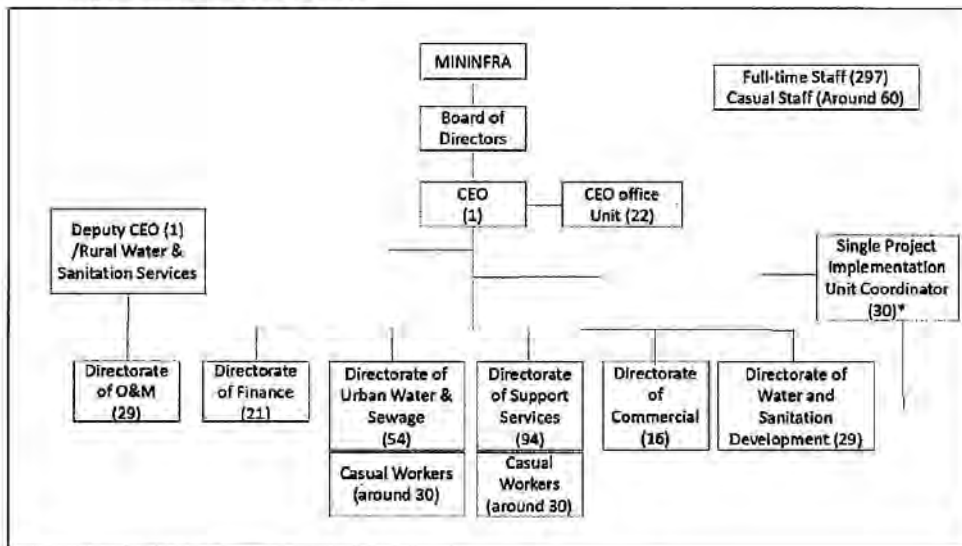 MININFRA
Full-time Staff (297)
Casual Staff (Around 60)
Board of
Directors
CEO
(1)
CEO office
Unit (22)
Deputy CEO (1)
/Rural Water &
Sanitation Services
Single Project
Implementation
Unit Coordinator
(30)*
Directorate
of O&M
(29)
Directorate
of Finance
(21)
Directorate of
Urban Water &
Sewage
(54)
Directorate
of Support
Services
(94)
Directorate
of
Commercial
(16)
Directorate of
Water and
Sanitation
Development (29)
Casual Workers
(around 30)
Casual
Workers
(around 30)